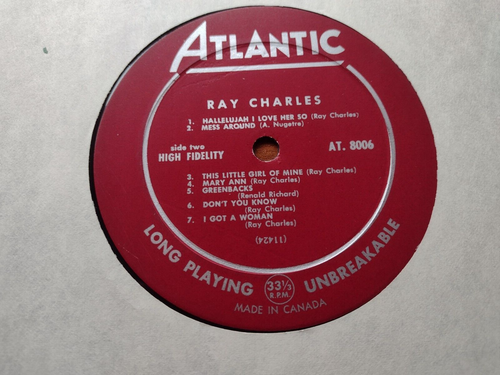 ATLANTIC
RAY CHARLES
1. HALLELUJAH I LOVE HER SO (Ray Charles)
2. MESS AROUND (A. Nugetre)
side two
HIGH FIDELITY
AT. 8006
3. THIS LITTLE GIRL OF MINE (Ray Charles)
4. MARY ANN (Ray Charles)
5. GREENBACKS
(Renald Richard)
6. DON'T YOU KNOW
(Ray Charles)
7. I GOT A WOMAN
(Ray Charles)
(11424)
LONG PLAYING 33⅓ R.P.M. UNBREAKABLE
MADE IN CANADA